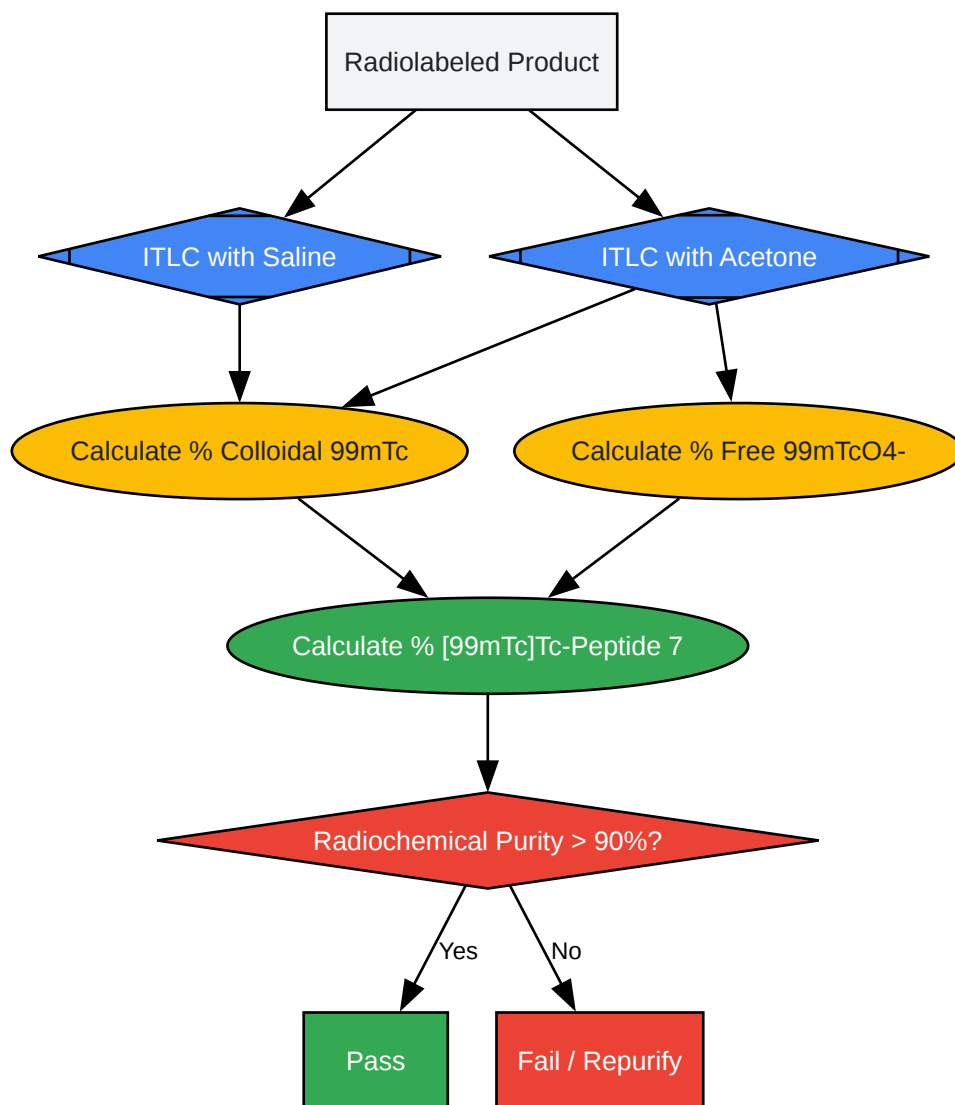 Radiolabeled Product
ITLC with Saline
ITLC with Acetone
Calculate % Colloidal 99mTc
Calculate % Free 99mTcO4-
Calculate % [99mTc]Tc-Peptide 7
Radiochemical Purity > 90%?
Yes
No
Pass
Fail / Repurify